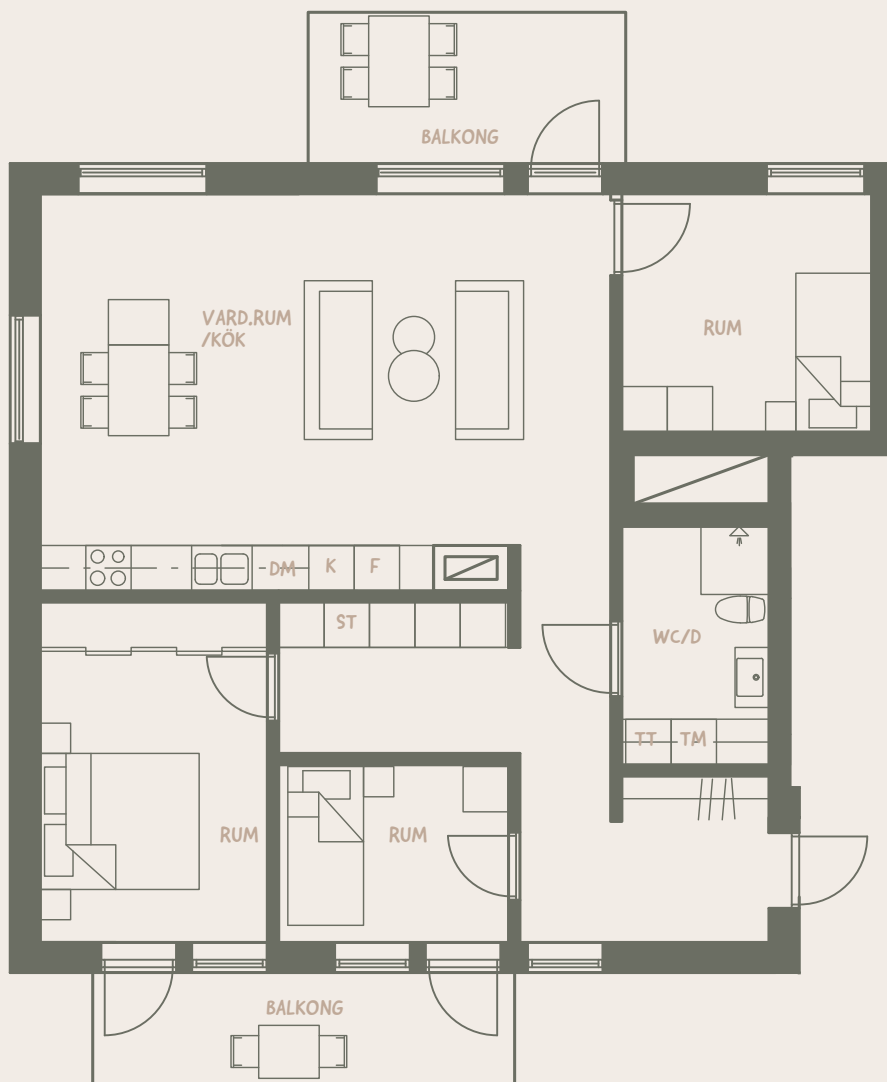 BALKONG
VARD.RUM
/KÖK
RUM
DM
K
F
ST
WC/D
TT
TM
RUM
RUM
BALKONG